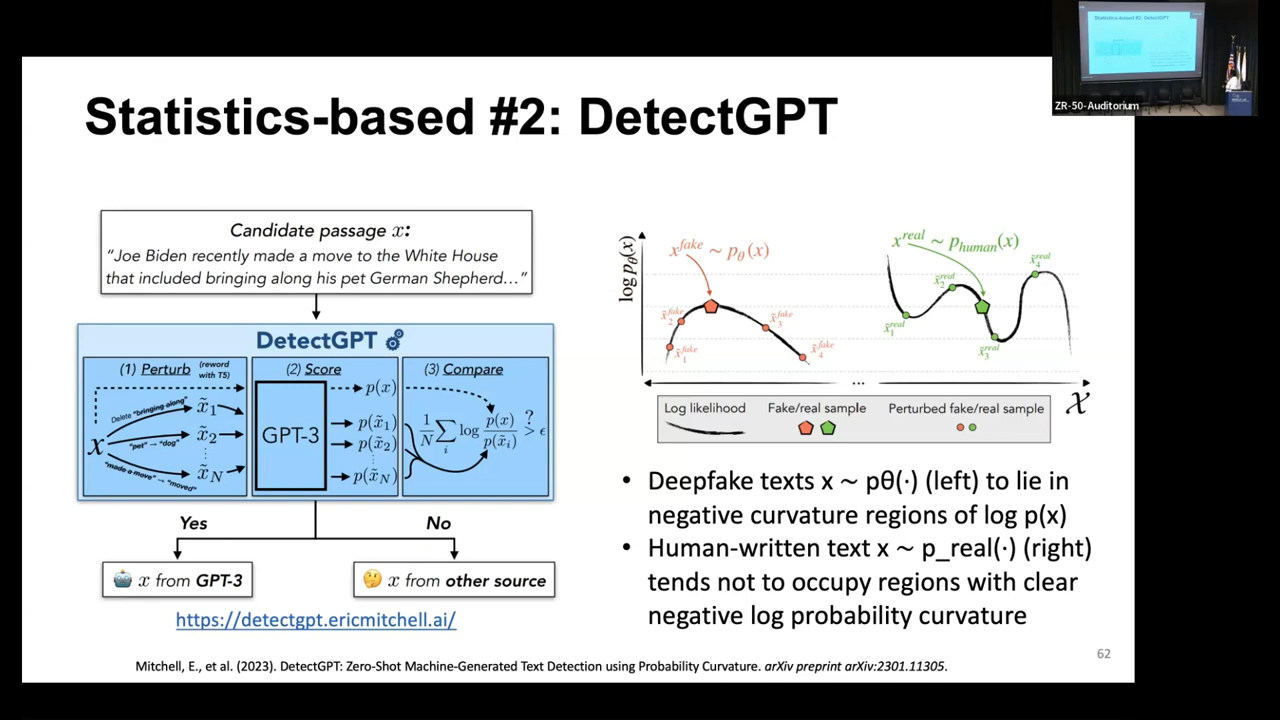 Statistics-based #2: DetectGPT
ZR-50-Auditorium
Statistics-based #2: DetectGPT
Candidate passage x:
"Joe Biden recently made a move to the White House
that included bringing along his pet German Shepherd…"
DetectGPT
(1) Perturb
(reword
with T5)
Delete "bringing along"
"pet" → "dog"
"made a move" → "moved"
x
x̃₁
x̃₂
⋮
x̃_N
(2) Score
GPT-3
p(x)
p(x̃₁)
p(x̃₂)
⋮
p(x̃_N)
(3) Compare
1/N ∑_i log p(x)/p(x̃_i) >? ϵ
Yes
No
x from GPT-3
x from other source
https://detectgpt.ericmitchell.ai/
log p_θ(x)
x^fake ~ p_θ(x)
x̃₁^fake
x̃₂^fake
x̃₃^fake
x̃₄^fake
x^real ~ p_human(x)
x̃₁^real
x̃₂^real
x̃₃^real
x̃₄^real
...
X
Log likelihood
Fake/real sample
Perturbed fake/real sample
• Deepfake texts x ~ pθ(·) (left) to lie in
negative curvature regions of log p(x)
• Human-written text x ~ p_real(·) (right)
tends not to occupy regions with clear
negative log probability curvature
62
Mitchell, E., et al. (2023). DetectGPT: Zero-Shot Machine-Generated Text Detection using Probability Curvature. arXiv preprint arXiv:2301.11305.